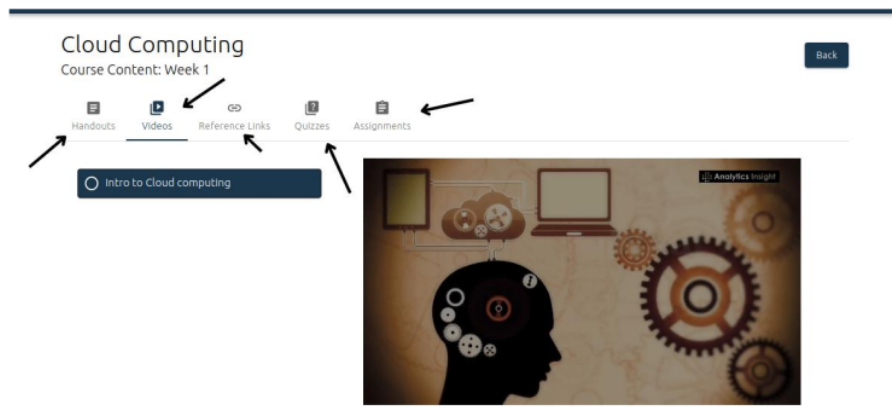 Cloud Computing
Back
Course Content: Week 1
Handouts Videos Reference Links Quizzes Assignments
Intro to Cloud computing
Analytics Insight